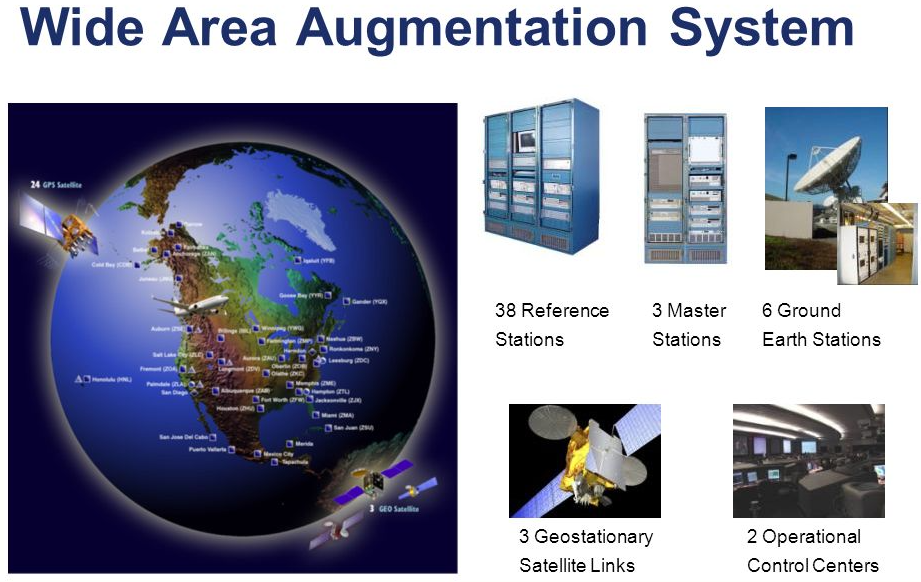 Wide Area Augmentation System
24 GPS Satellite
Barrow
Kotzebue
Bethel
Fairbanks
Anchorage (ZAN)
Cold Bay (CDB)
Juneau (JNU)
Iqaluit (YFB)
Goose Bay (YYR)
Gander (YQX)
Auburn (ZSE)
Billings (BIL)
Winnipeg (YWG)
Farmington (ZMP)
Nashua (ZBW)
Ronkonkoma (ZNY)
Salt Lake City (ZLC)
Aurora (ZAU)
Herndon
Leesburg (ZDC)
Fremont (ZOA)
Longmont (ZDV)
Oberlin (ZOB)
Olathe (ZKC)
Honolulu (HNL)
Palmdale (ZLA)
San Diego
Albuquerque (ZAB)
Memphis (ZME)
Hampton (ZTL)
Fort Worth (ZFW)
Jacksonville (ZJX)
Houston (ZHU)
Miami (ZMA)
San Juan (ZSU)
San Jose Del Cabo
Merida
Puerto Vallarta
Mexico City
Tapachula
3 GEO Satellite
38 Reference
Stations
3 Master
Stations
6 Ground
Earth Stations
3 Geostationary
Satellite Links
2 Operational
Control Centers